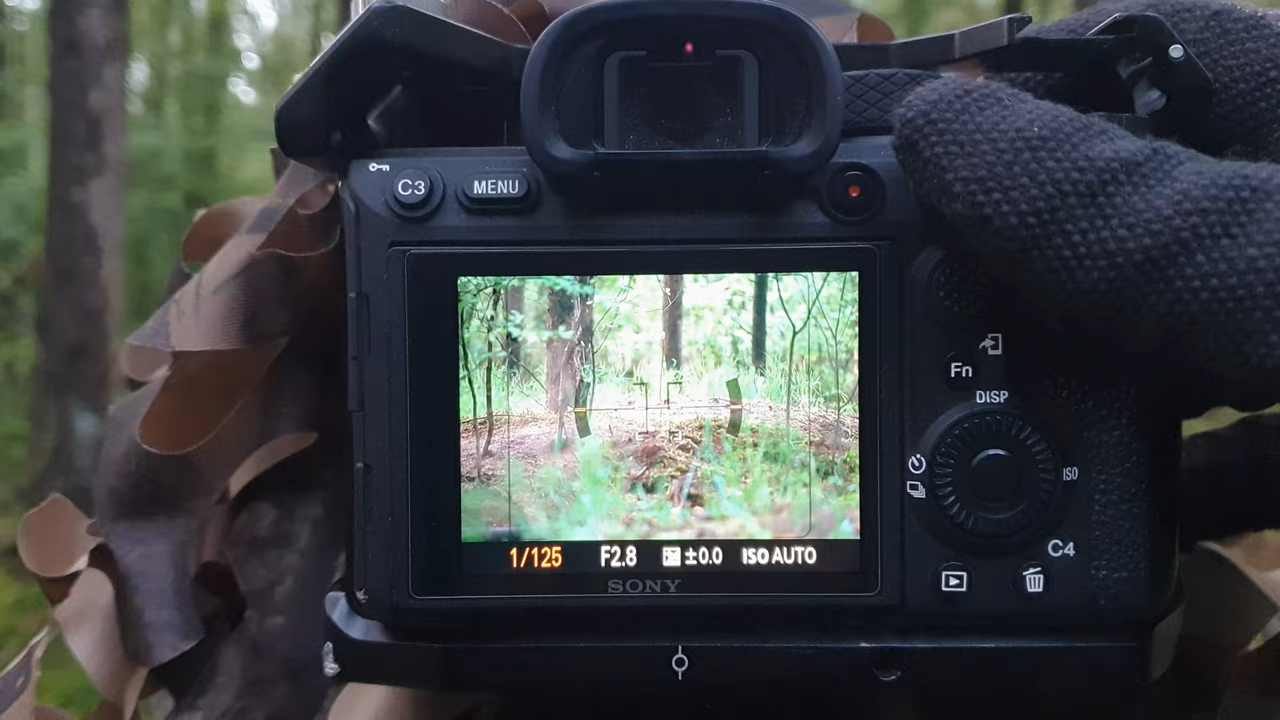 C3
MENU
Fn
DISP
ISO
1/125 F2.8 ±0.0 ISO AUTO
C4
SONY